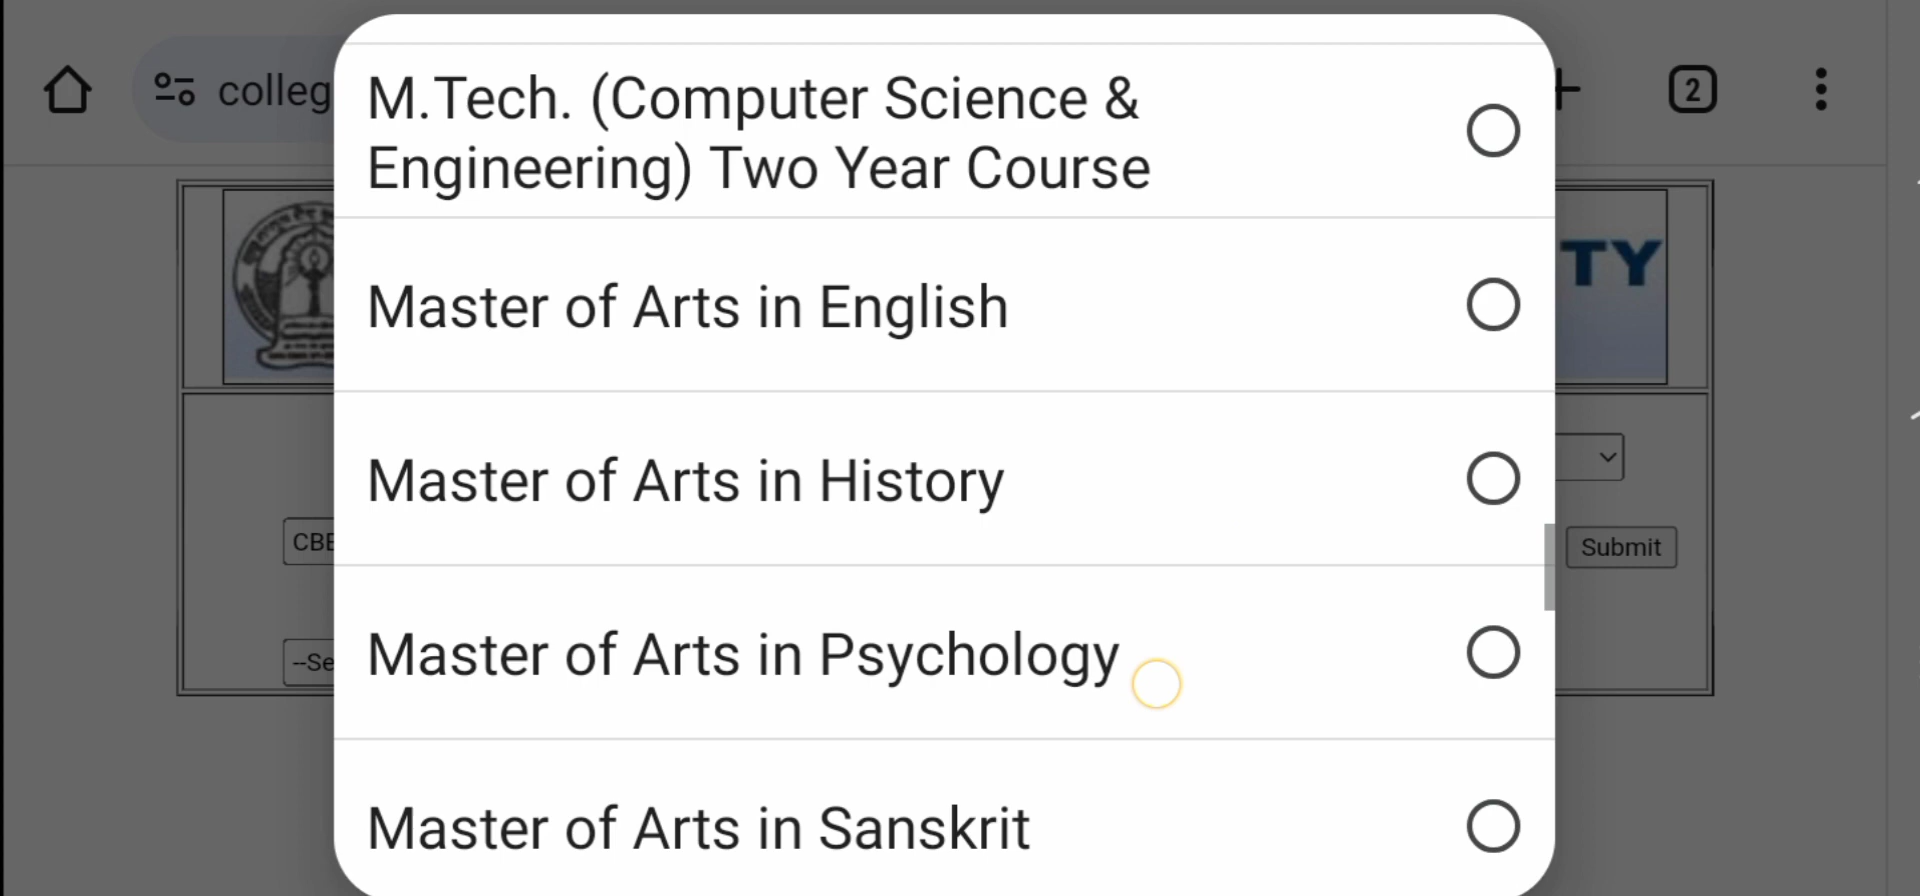 colleg
2
M.Tech. (Computer Science &
Engineering) Two Year Course
Master of Arts in English
TY
Master of Arts in History
CBE
Submit
Master of Arts in Psychology
--Se
Master of Arts in Sanskrit